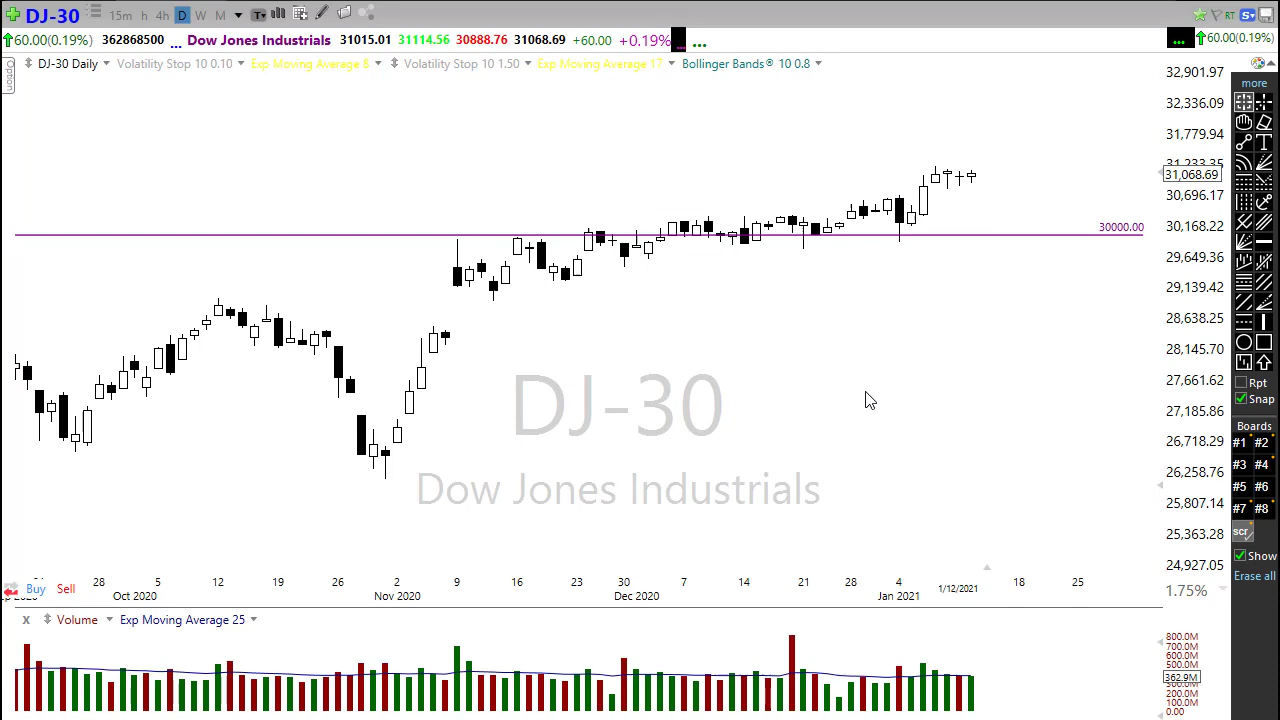 DJ-30 15m h 4h D W M T
RT S
60.00(0.19%) 362868500 ... Dow Jones Industrials 31015.01 31114.56 30888.76 31068.69 +60.00 +0.19% ... ... 60.00(0.19%)
Option
DJ-30 Daily Volatility Stop 10 0.10 Exp Moving Average 8 Volatility Stop 10 1.50 Exp Moving Average 17 Bollinger Bands® 10 0.8
32,901.97
more
32,336.09
31,779.94
31,068.69
30,696.17
30000.00
30,168.22
29,649.36
29,139.42
28,638.25
28,145.70
27,661.62
27,185.86
26,718.29
26,258.76
25,807.14
25,363.28
24,927.05
DJ-30
Dow Jones Industrials
Rpt
Snap
Boards
#1 #2
#3 #4
#5 #6
#7 #8
scr
Show
Erase all
28 5 12 19 26 2 9 16 23 30 7 14 21 28 4 18 25
Buy Sell
Oct 2020 Nov 2020 Dec 2020 Jan 2021 1/12/2021
1.75%
x Volume Exp Moving Average 25
800.0M
700.0M
600.0M
500.0M
362.9M
200.0M
100.0M
0.00